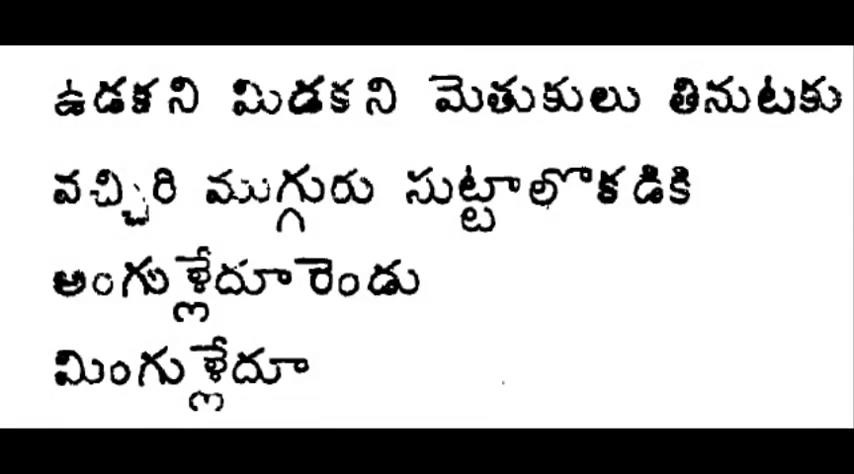 ఉడకని మిడకని మెతుకులు తినుటకు
వచ్చిరి ముగ్గురు సుట్టాలొకడికి
అంగుళ్లేదూ రెండు
మింగుళ్లేదూ